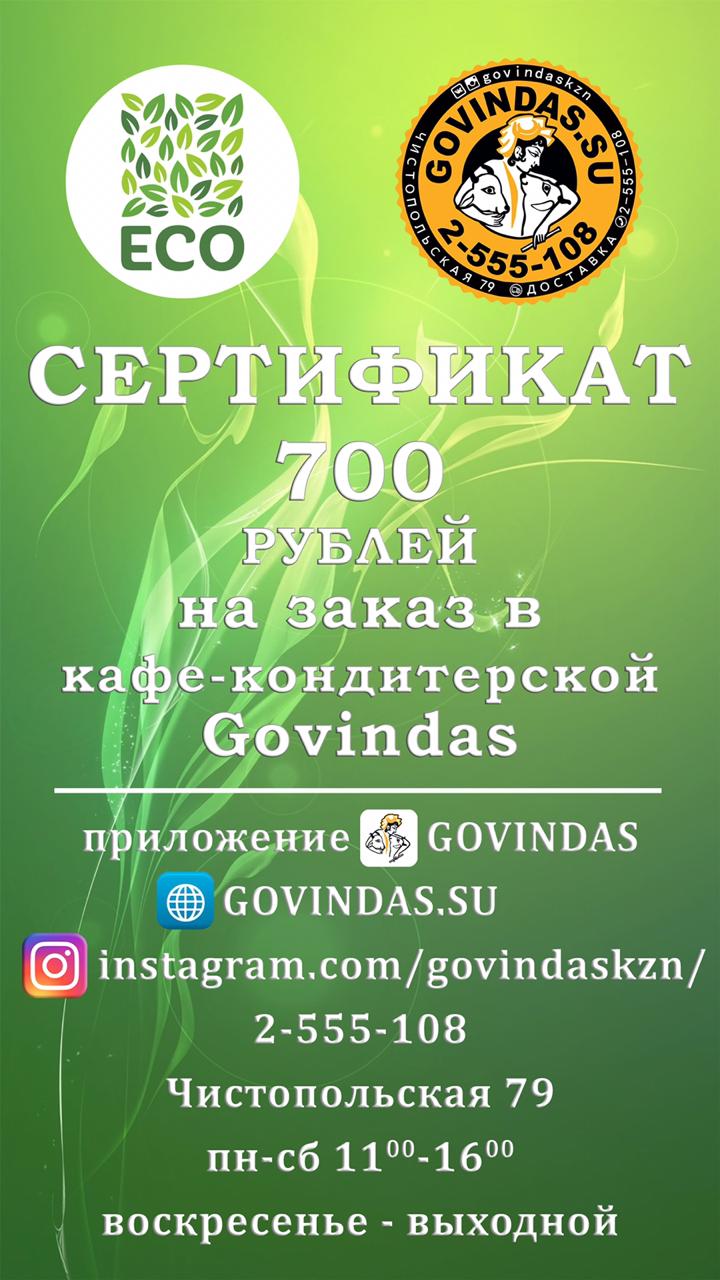 ECO
govindaskzn
GOVINDAS.SU
2-555-108
ЧИСТОПОЛЬСКАЯ 79
ДОСТАВКА 2-555-108
СЕРТИФИКАТ
700
РУБЛЕЙ
на заказ в
кафе-кондитерской
Govindas
приложение GOVINDAS
GOVINDAS.SU
instagram.com/govindaskzn/
2-555-108
Чистопольская 79
пн-сб 11⁰⁰-16⁰⁰
воскресенье - выходной